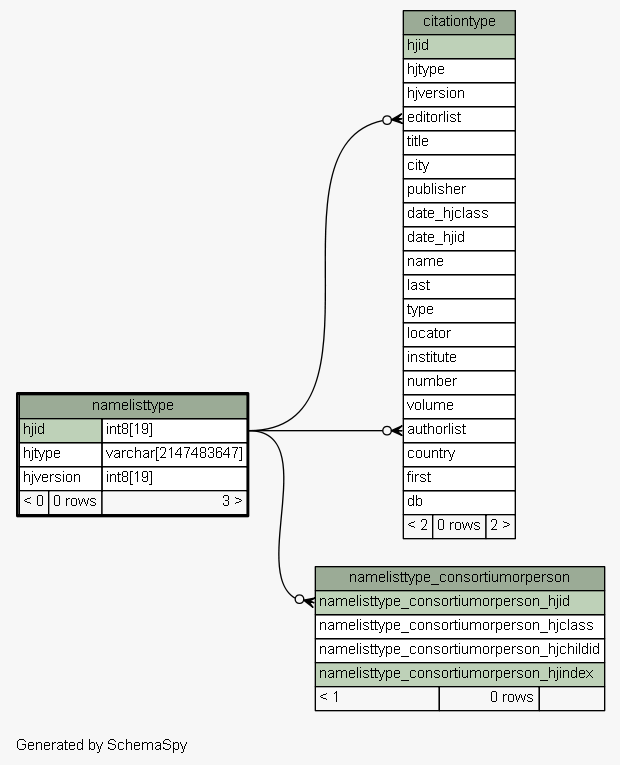 citationtype
hjid
hjtype
hjversion
editorlist
title
city
publisher
date_hjclass
date_hjid
name
last
type
locator
institute
number
volume
authorlist
country
first
db
< 2 0 rows 2 >
namelisttype
hjid int8[19]
hjtype varchar[2147483647]
hjversion int8[19]
< 0 0 rows 3 >
namelisttype_consortiumorperson
namelisttype_consortiumorperson_hjid
namelisttype_consortiumorperson_hjclass
namelisttype_consortiumorperson_hjchildid
namelisttype_consortiumorperson_hjindex
< 1 0 rows
Generated by SchemaSpy